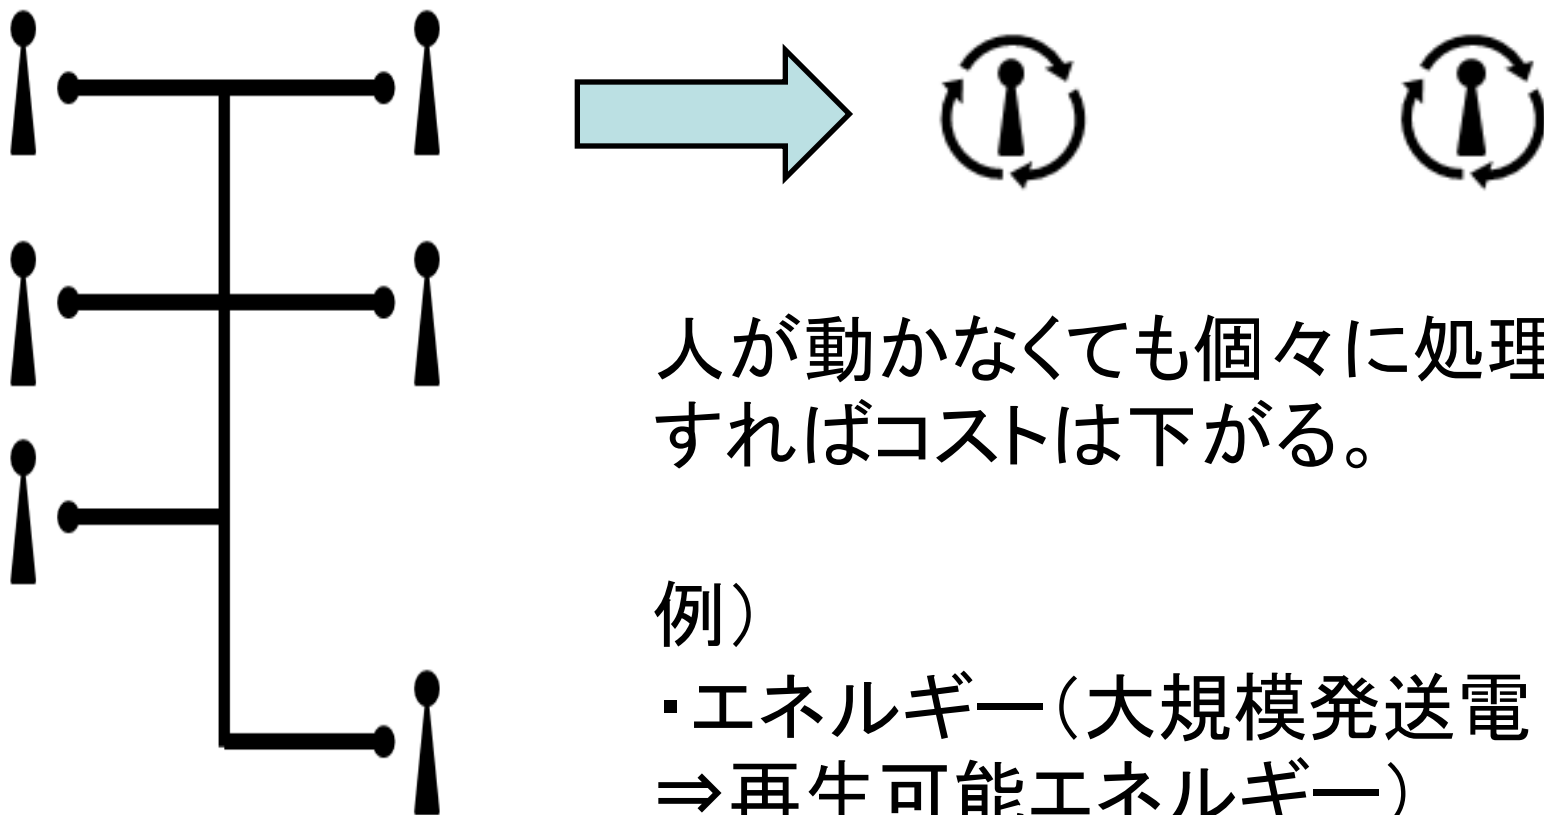 人が動かなくても個々に処理
すればコストは下がる。
例）
・エネルギー（大規模発送電
⇒再生可能エネルギー）